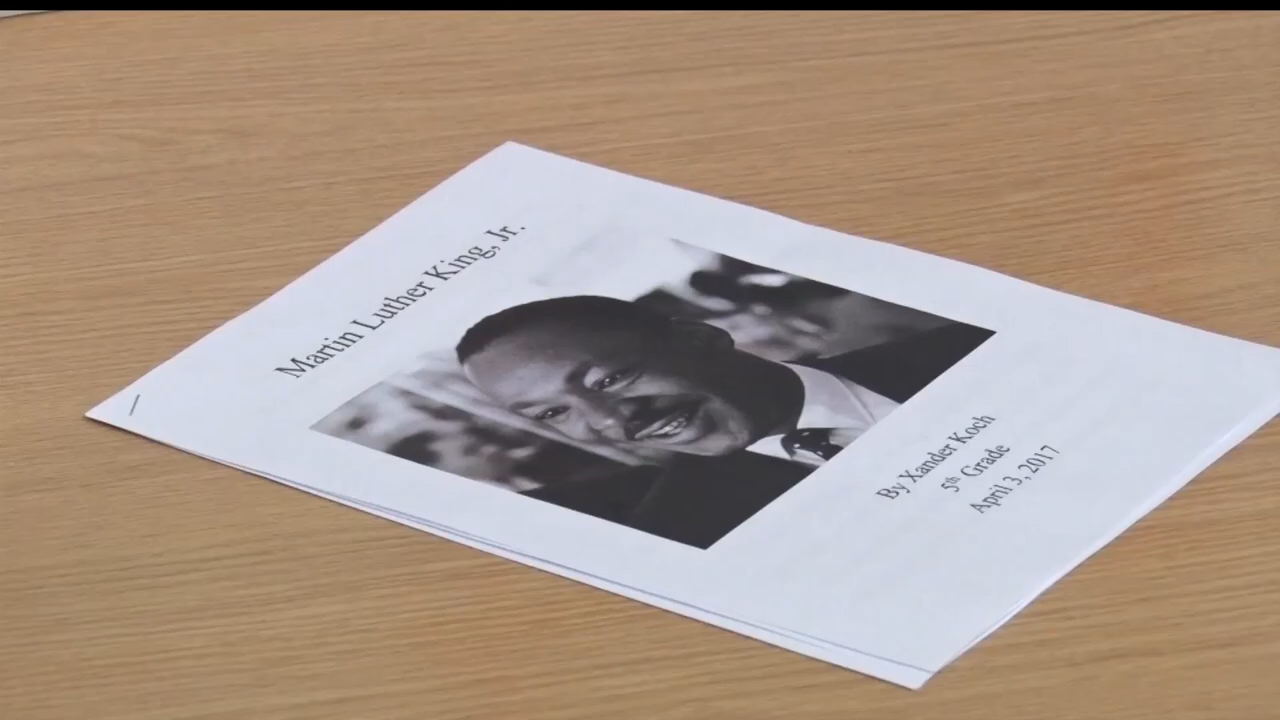 Martin Luther King, Jr.
By Xander Koch
5th Grade
April 3, 2017